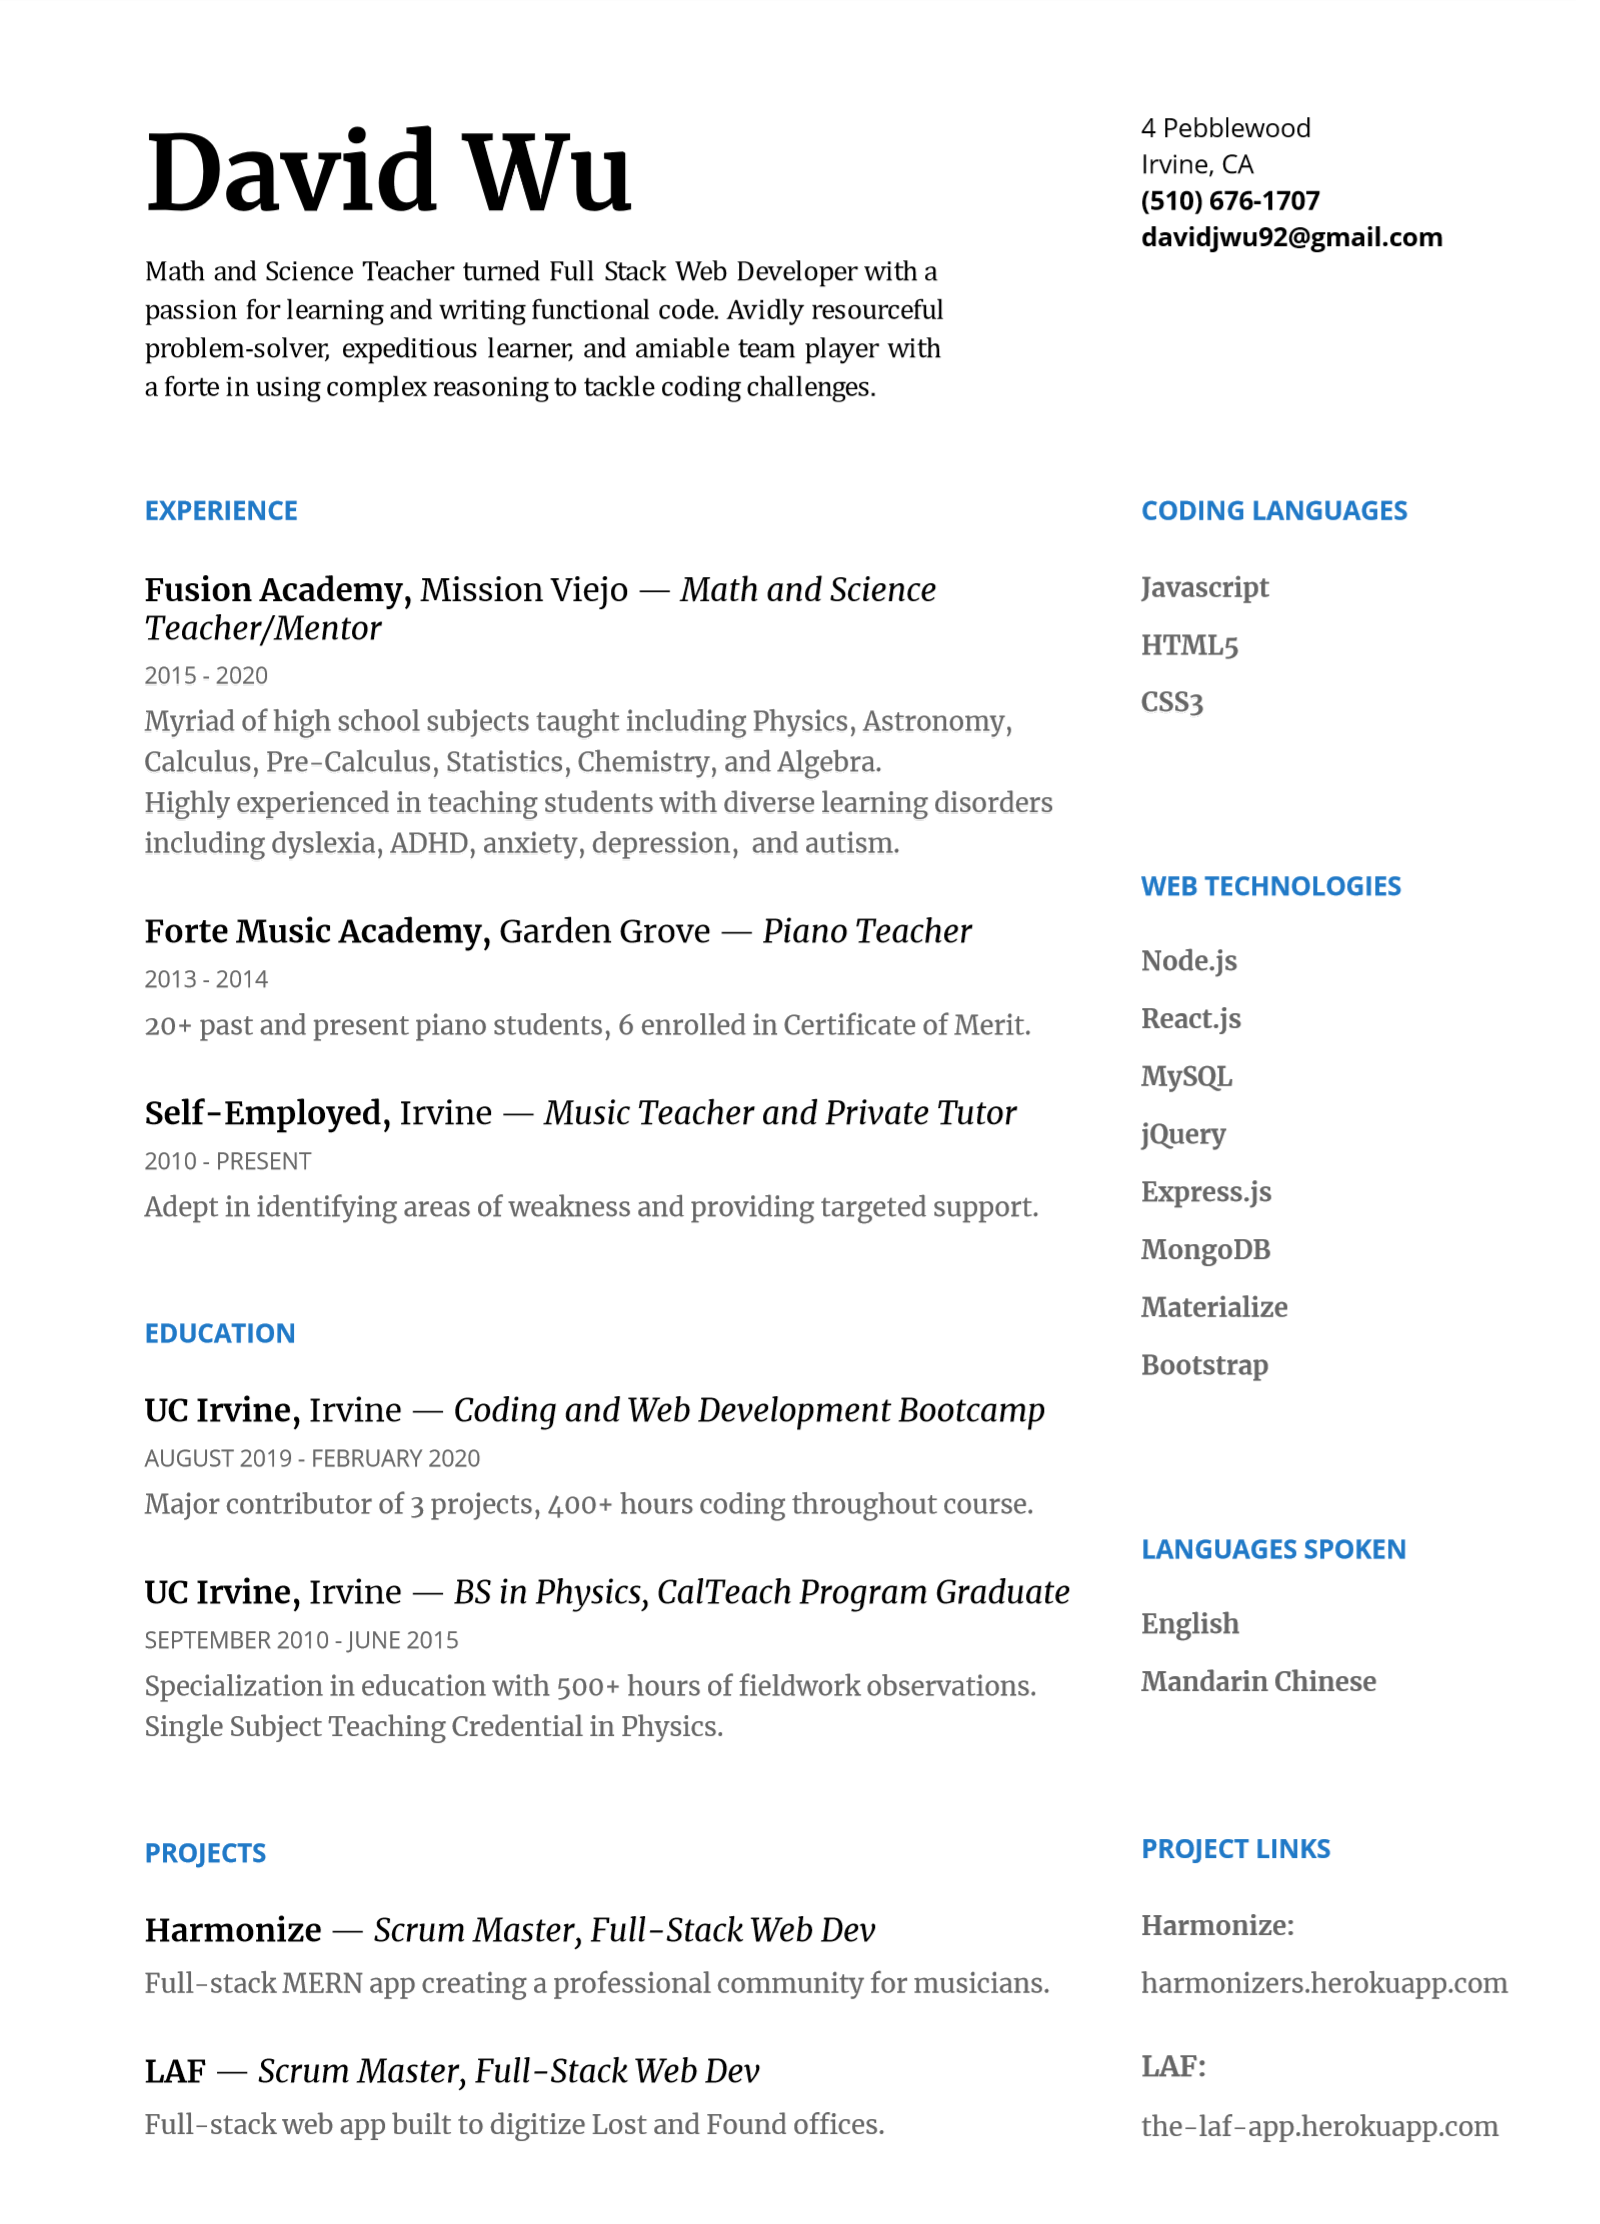 David Wu
Math and Science Teacher turned Full Stack Web Developer with a
passion for learning and writing functional code. Avidly resourceful
problem-solver, expeditious learner, and amiable team player with
a forte in using complex reasoning to tackle coding challenges.
4 Pebblewood
Irvine, CA
(510) 676-1707
davidjwu92@gmail.com
EXPERIENCE
Fusion Academy, Mission Viejo — Math and Science
Teacher/Mentor
2015 - 2020
Myriad of high school subjects taught including Physics, Astronomy,
Calculus, Pre-Calculus, Statistics, Chemistry, and Algebra.
Highly experienced in teaching students with diverse learning disorders
including dyslexia, ADHD, anxiety, depression,  and autism.
Forte Music Academy, Garden Grove — Piano Teacher
2013 - 2014
20+ past and present piano students, 6 enrolled in Certificate of Merit.
Self-Employed, Irvine — Music Teacher and Private Tutor
2010 - PRESENT
Adept in identifying areas of weakness and providing targeted support.
EDUCATION
UC Irvine, Irvine — Coding and Web Development Bootcamp
AUGUST 2019 - FEBRUARY 2020
Major contributor of 3 projects, 400+ hours coding throughout course.
UC Irvine, Irvine — BS in Physics, CalTeach Program Graduate
SEPTEMBER 2010 - JUNE 2015
Specialization in education with 500+ hours of fieldwork observations.
Single Subject Teaching Credential in Physics.
PROJECTS
Harmonize — Scrum Master, Full-Stack Web Dev
Full-stack MERN app creating a professional community for musicians.
LAF — Scrum Master, Full-Stack Web Dev
Full-stack web app built to digitize Lost and Found offices.
CODING LANGUAGES
Javascript
HTML5
CSS3
WEB TECHNOLOGIES
Node.js
React.js
MySQL
jQuery
Express.js
MongoDB
Materialize
Bootstrap
LANGUAGES SPOKEN
English
Mandarin Chinese
PROJECT LINKS
Harmonize:
harmonizers.herokuapp.com
LAF:
the-laf-app.herokuapp.com